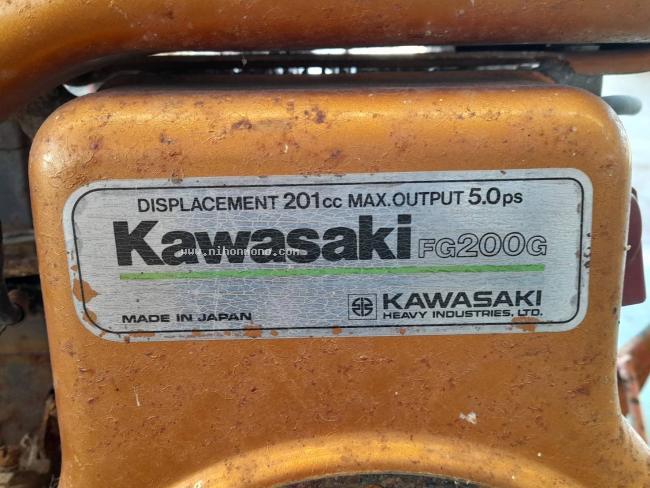 DISPLACEMENT 201cc MAX.OUTPUT 5.0ps
Kawasaki FG200G
www.nihonmono.com
MADE IN JAPAN
KAWASAKI
HEAVY INDUSTRIES, LTD.